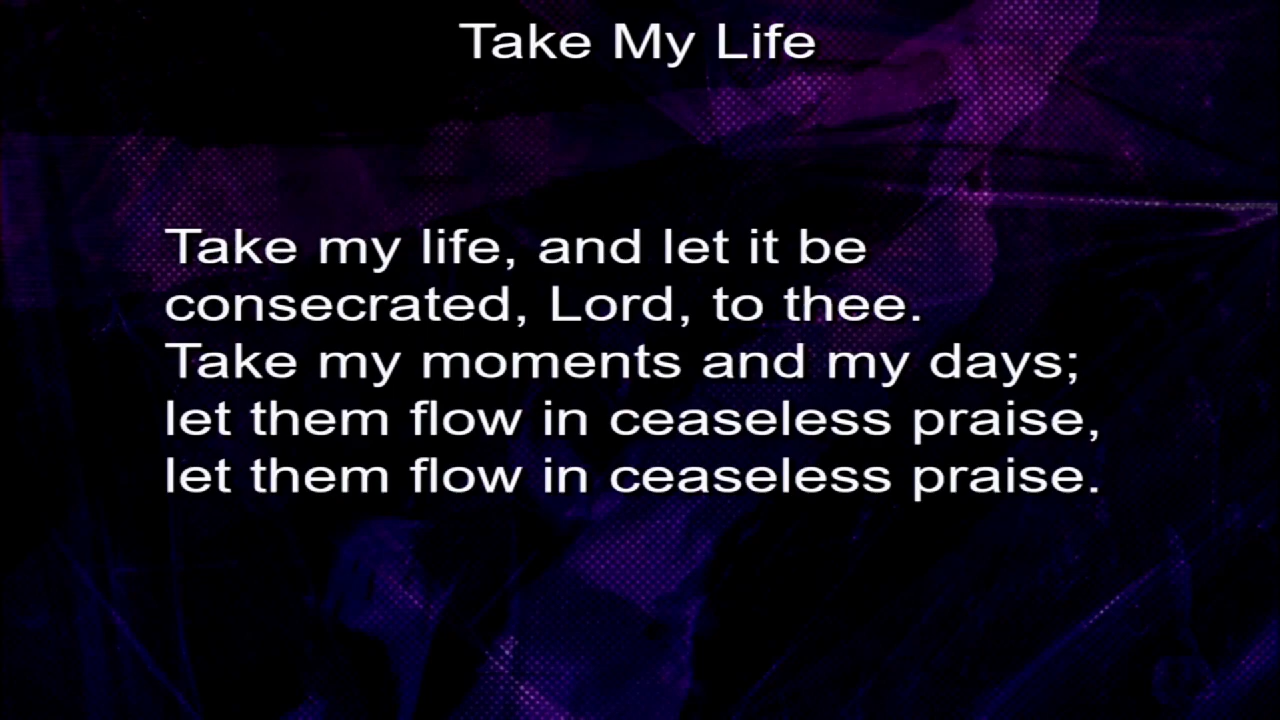 Take My Life
Take my life, and let it be
consecrated, Lord, to thee.
Take my moments and my days;
let them flow in ceaseless praise,
let them flow in ceaseless praise.